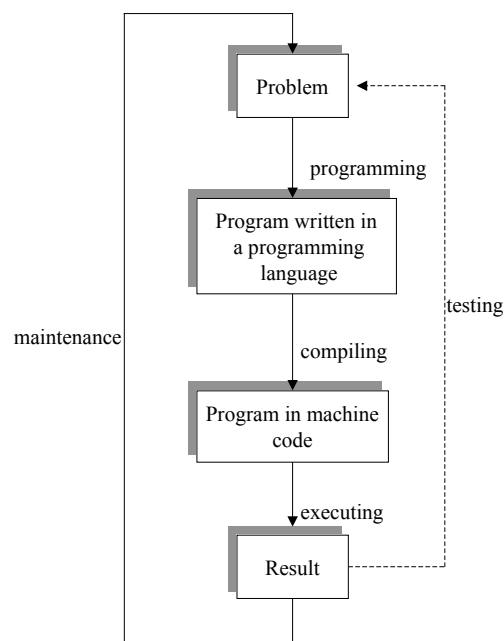 Problem
programming
Program written in
a programming
language
testing
maintenance
compiling
Program in machine
code
executing
Result